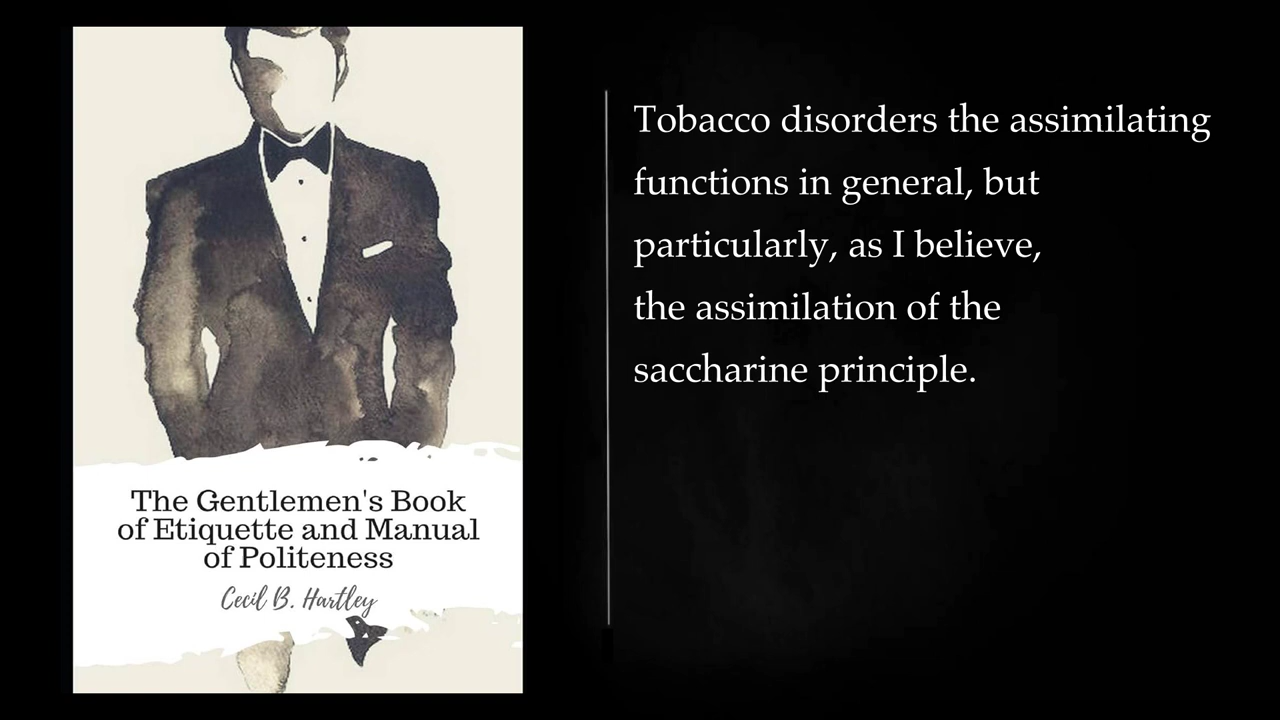 The Gentlemen's Book
of Etiquette and Manual
of Politeness
Cecil B. Hartley
Tobacco disorders the assimilating
functions in general, but
particularly, as I believe,
the assimilation of the
saccharine principle.